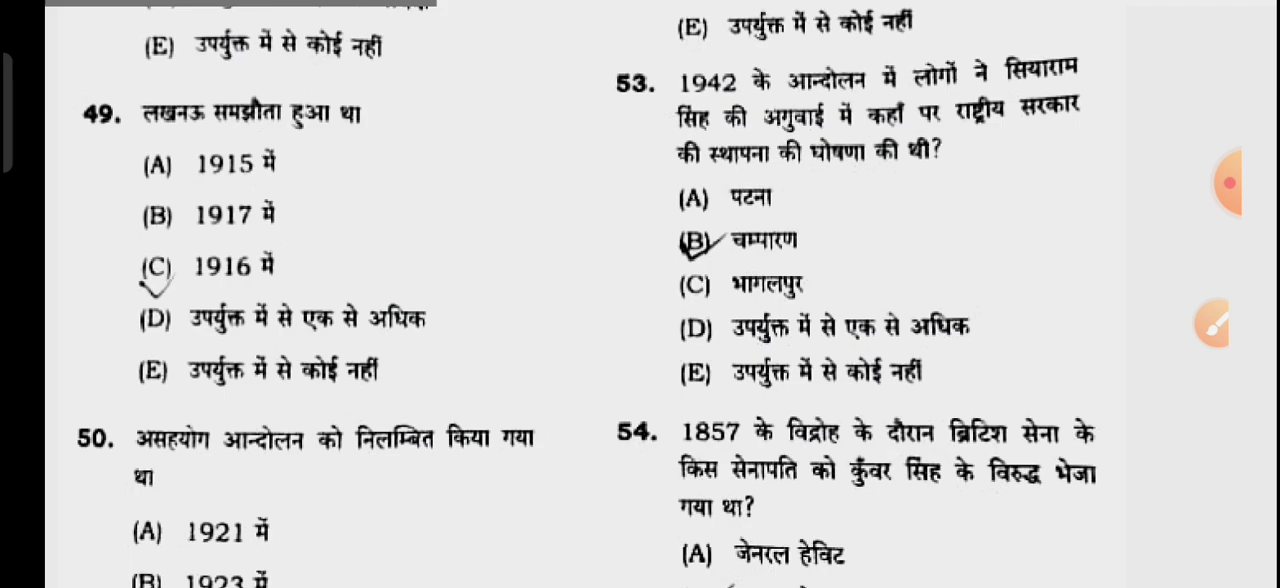 (E) उपर्युक्त में से कोई नहीं
49. लखनऊ समझौता हुआ था
(A) 1915 में
(B) 1917 में
(C) 1916 में
(D) उपर्युक्त में से एक से अधिक
(E) उपर्युक्त में से कोई नहीं
50. असहयोग आन्दोलन को निलम्बित किया गया
था
(A) 1921 में
(B) 1923 में
(E) उपर्युक्त में से कोई नहीं
53. 1942 के आन्दोलन में लोगों ने सियाराम
सिंह की अगुवाई में कहाँ पर राष्ट्रीय सरकार
की स्थापना की घोषणा की थी?
(A) पटना
(B) चम्पारण
(C) भागलपुर
(D) उपर्युक्त में से एक से अधिक
(E) उपर्युक्त में से कोई नहीं
54. 1857 के विद्रोह के दौरान ब्रिटिश सेना के
किस सेनापति को कुँवर सिंह के विरुद्ध भेजा
गया था?
(A) जेनरल हेविट